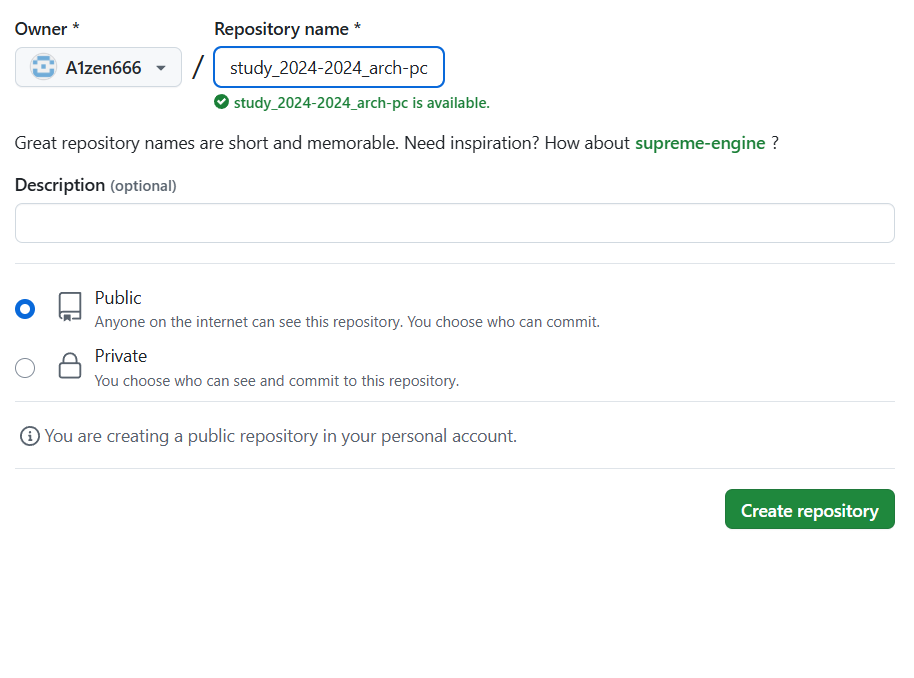 Owner * Repository name *
A1zen666 / study_2024-2024_arch-pc
study_2024-2024_arch-pc is available.
Great repository names are short and memorable. Need inspiration? How about supreme-engine ?
Description (optional)
Public
Anyone on the internet can see this repository. You choose who can commit.
Private
You choose who can see and commit to this repository.
You are creating a public repository in your personal account.
Create repository